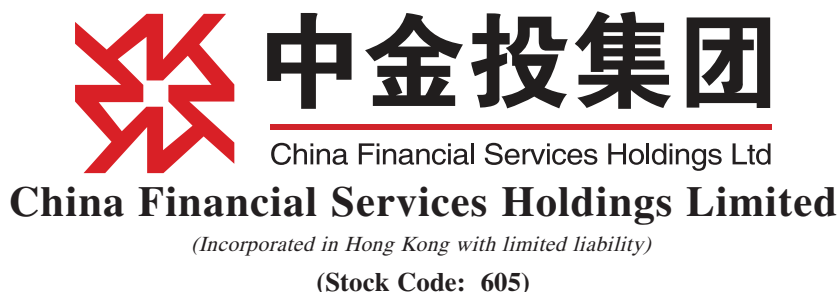 中金投集团
China Financial Services Holdings Ltd
China Financial Services Holdings Limited
(Incorporated in Hong Kong with limited liability)
(Stock Code: 605)